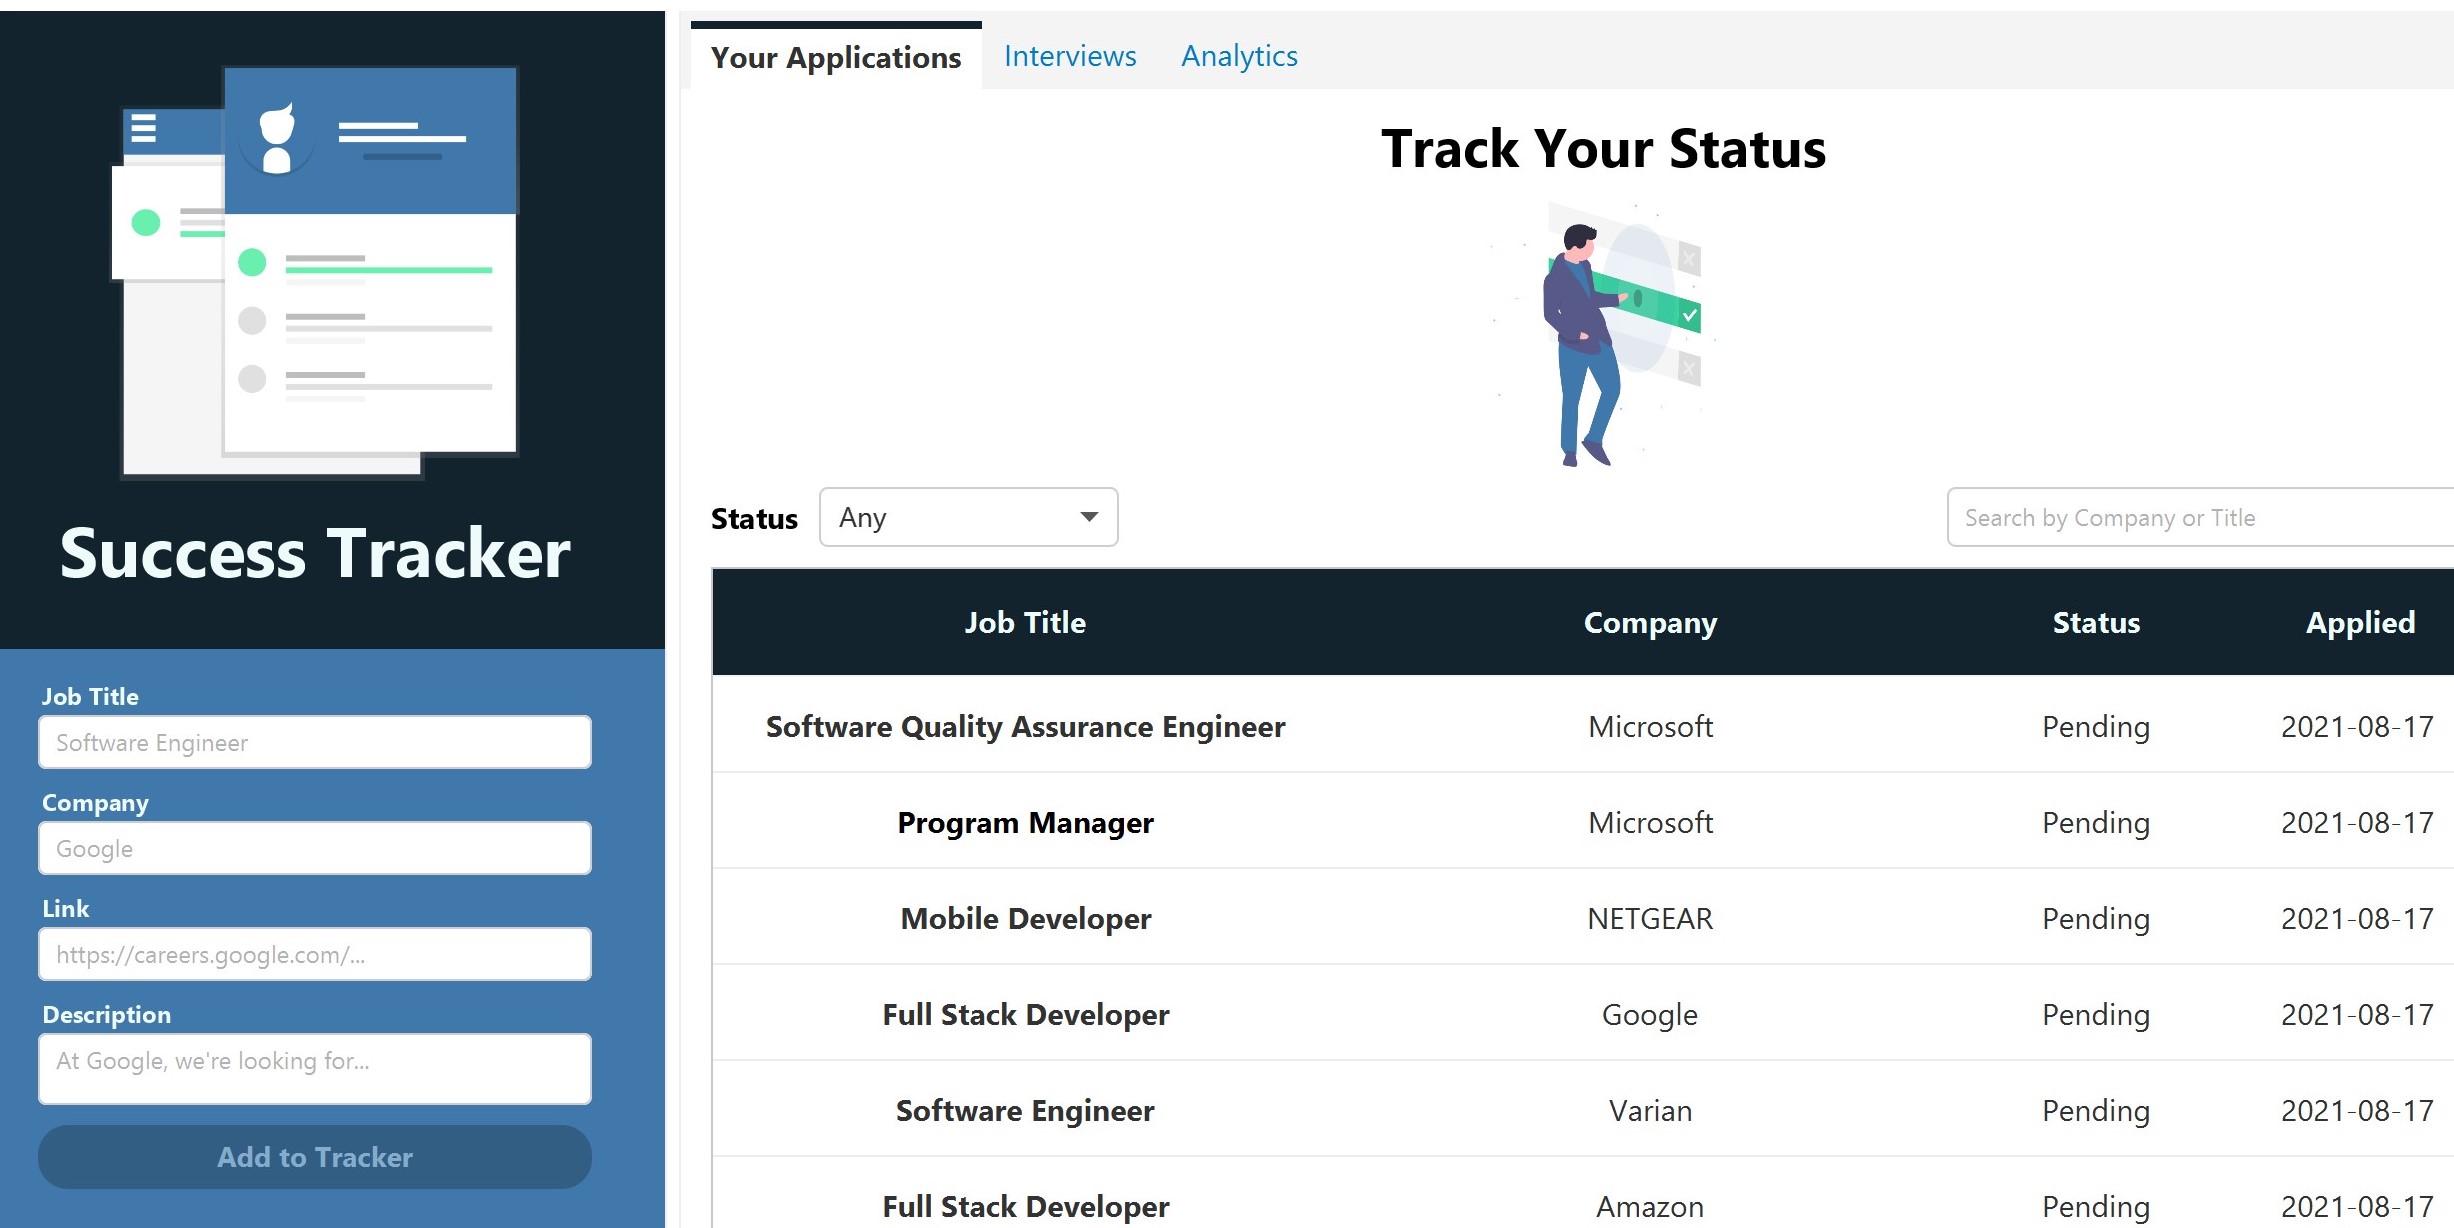 Your Applications Interviews Analytics
Track Your Status
Success Tracker
Job Title
Software Engineer
Company
Google
Link
https://careers.google.com/...
Description
At Google, we're looking for...
Add to Tracker
Status Any Search by Company or Title
Job Title Company Status Applied
Software Quality Assurance Engineer Microsoft Pending 2021-08-17
Program Manager Microsoft Pending 2021-08-17
Mobile Developer NETGEAR Pending 2021-08-17
Full Stack Developer Google Pending 2021-08-17
Software Engineer Varian Pending 2021-08-17
Full Stack Developer Amazon Pending 2021-08-17